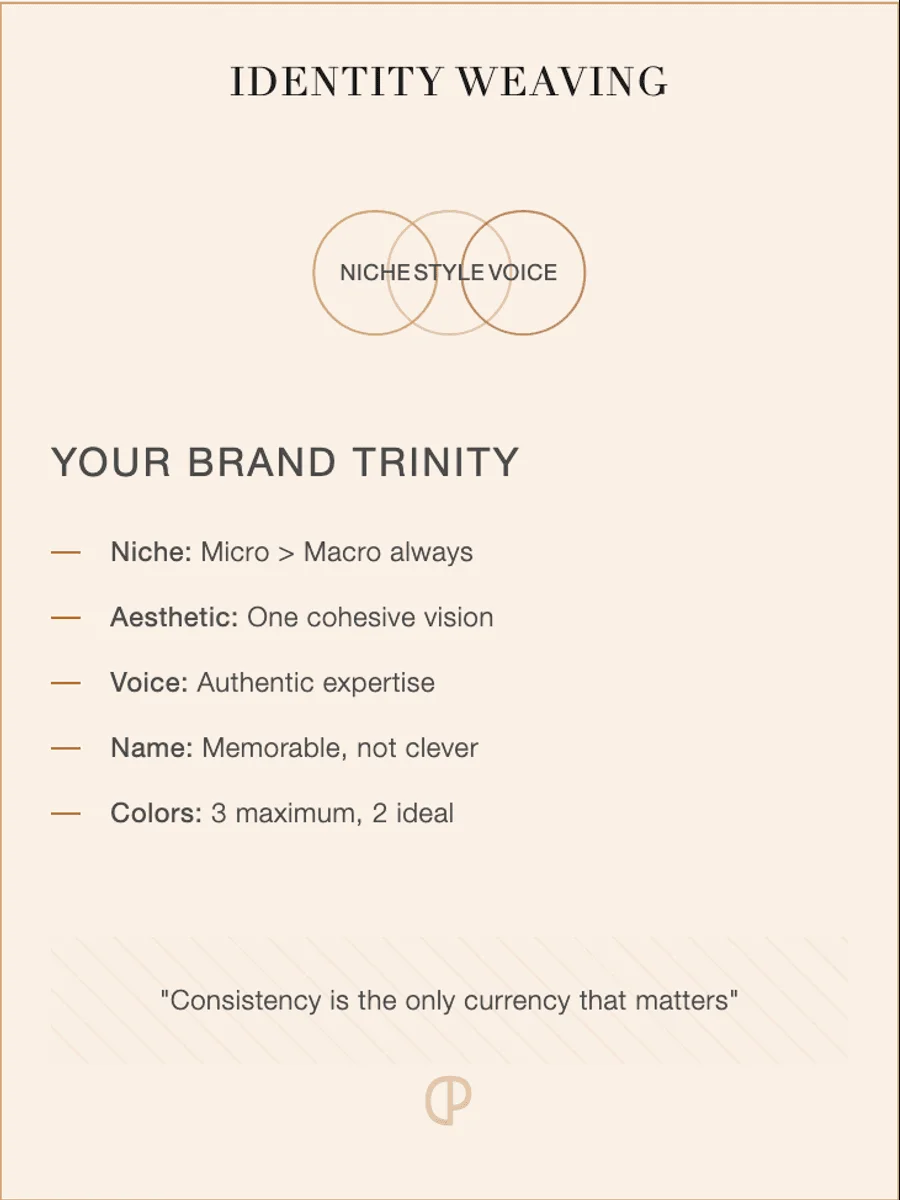 IDENTITY WEAVING
NICHE STYLE VOICE
YOUR BRAND TRINITY
— Niche: Micro > Macro always
— Aesthetic: One cohesive vision
— Voice: Authentic expertise
— Name: Memorable, not clever
— Colors: 3 maximum, 2 ideal
"Consistency is the only currency that matters"